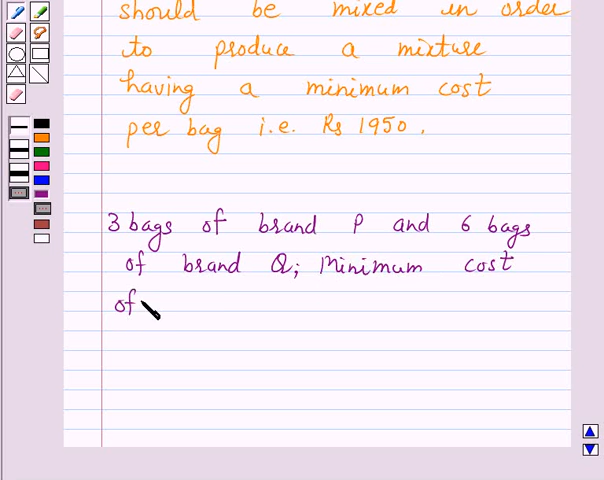 should be mixed in order
to produce a mixture
having a minimum cost
per bag i.e. Rs 1950.
3 bags of brand P and 6 bags
of brand Q; Minimum cost
of